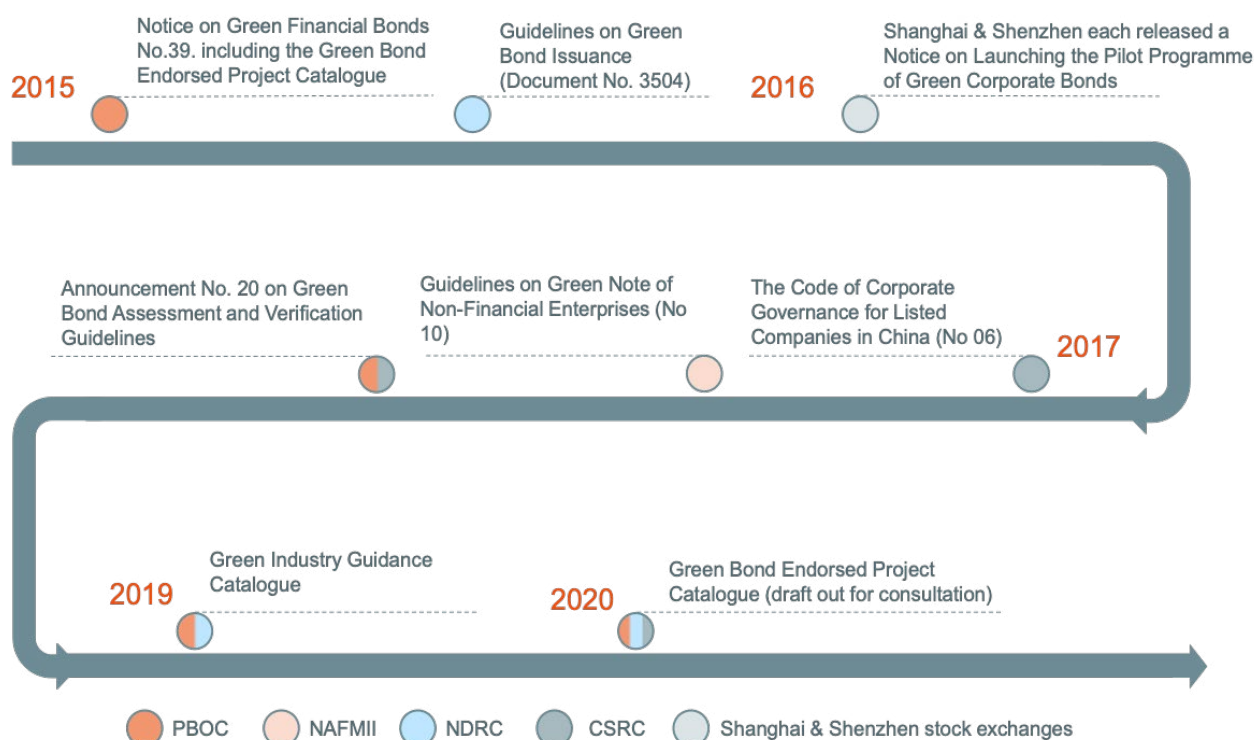 2015
Notice on Green Financial Bonds
No.39. including the Green Bond
Endorsed Project Catalogue
Guidelines on Green
Bond Issuance
(Document No. 3504)
2016
Shanghai & Shenzhen each released a
Notice on Launching the Pilot Programme
of Green Corporate Bonds
2017
The Code of Corporate
Governance for Listed
Companies in China (No 06)
Guidelines on Green Note of
Non-Financial Enterprises (No
10)
Announcement No. 20 on Green
Bond Assessment and Verification
Guidelines
2019
Green Industry Guidance
Catalogue
2020
Green Bond Endorsed Project
Catalogue (draft out for consultation)
PBOC
NAFMII
NDRC
CSRC
Shanghai & Shenzhen stock exchanges